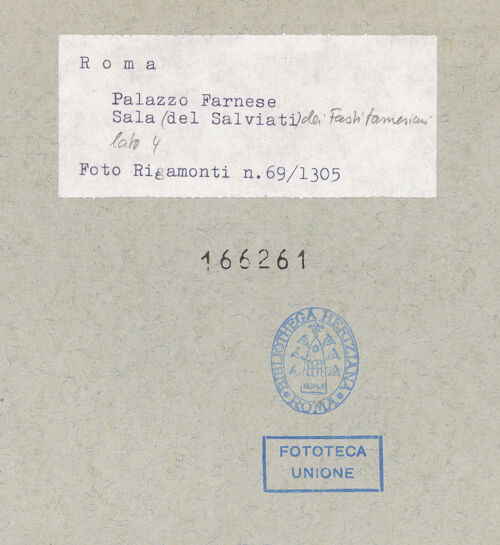 Roma
Palazzo Farnese
Sala (del Salviati) dei Fasti farnesiani
lato 4
Foto Rigamonti n.69/1305
166261
BIBLIOTHECA HERTZIANA
ROMA
ROMA
FOTOTECA
UNIONE